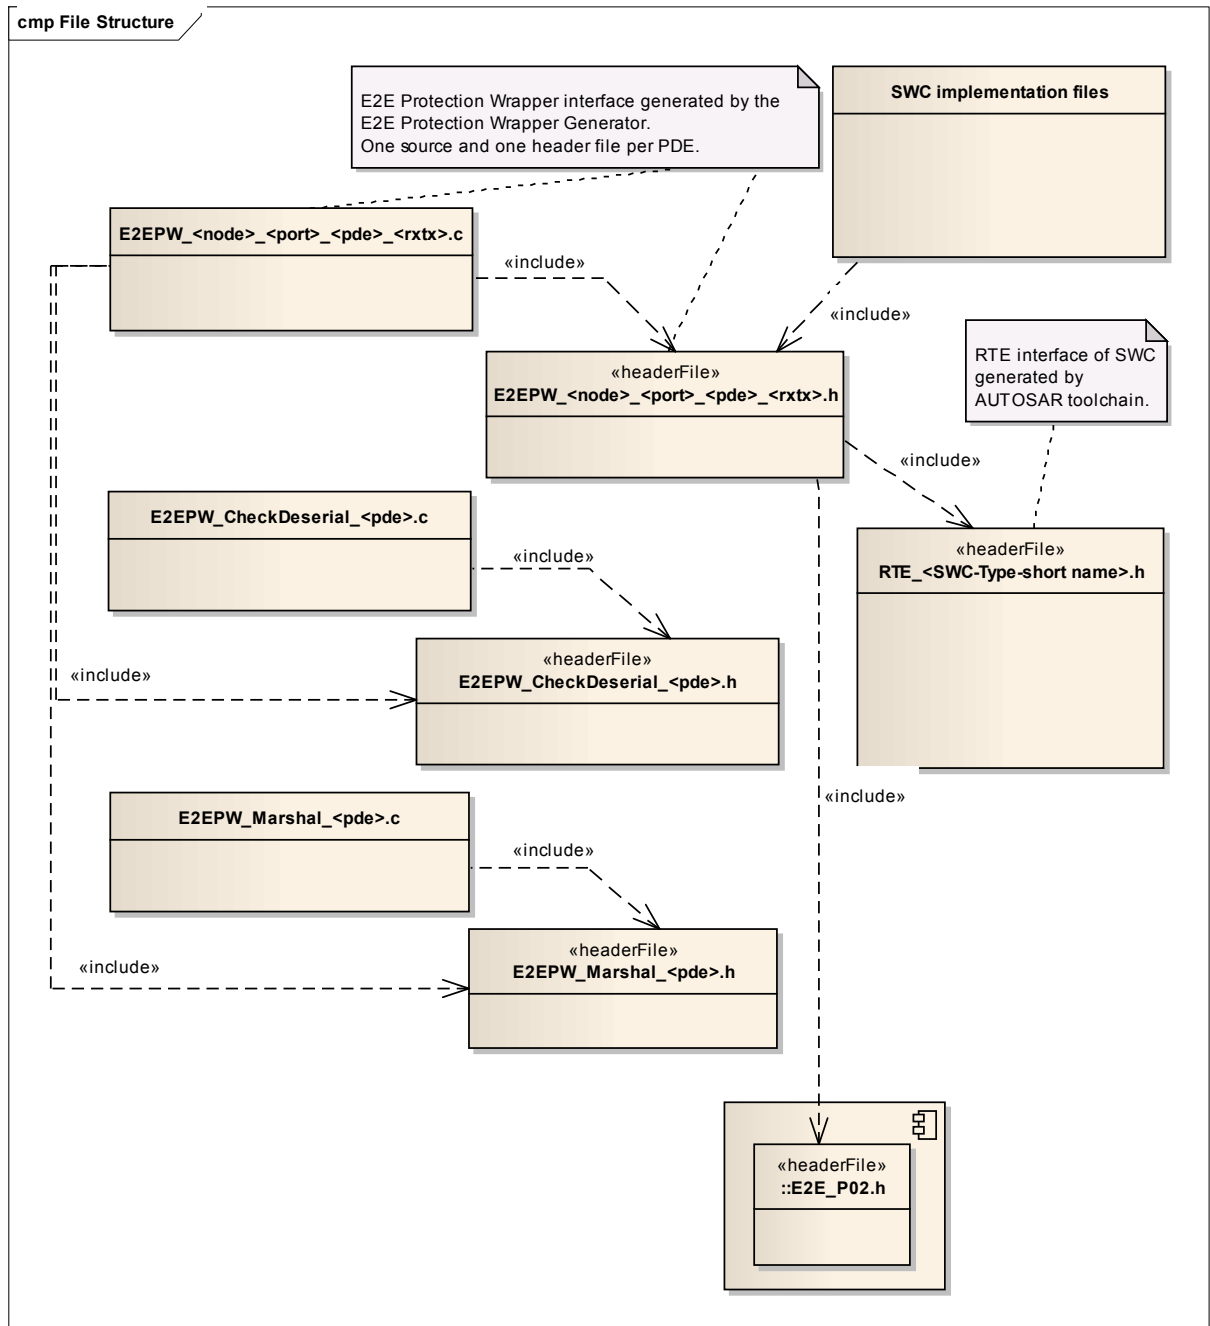 cmp File Structure
E2E Protection Wrapper interface generated by the
E2E Protection Wrapper Generator.
One source and one header file per PDE.
SWC implementation files
E2EPW_<node>_<port>_<pde>_<rxtx>.c
«include»
«include»
RTE interface of SWC
generated by
AUTOSAR toolchain.
«headerFile»
E2EPW_<node>_<port>_<pde>_<rxtx>.h
«include»
E2EPW_CheckDeserial_<pde>.c
«include»
«headerFile»
RTE_<SWC-Type-short name>.h
«headerFile»
E2EPW_CheckDeserial_<pde>.h
«include»
«include»
E2EPW_Marshal_<pde>.c
«include»
«headerFile»
E2EPW_Marshal_<pde>.h
«include»
«headerFile»
::E2E_P02.h